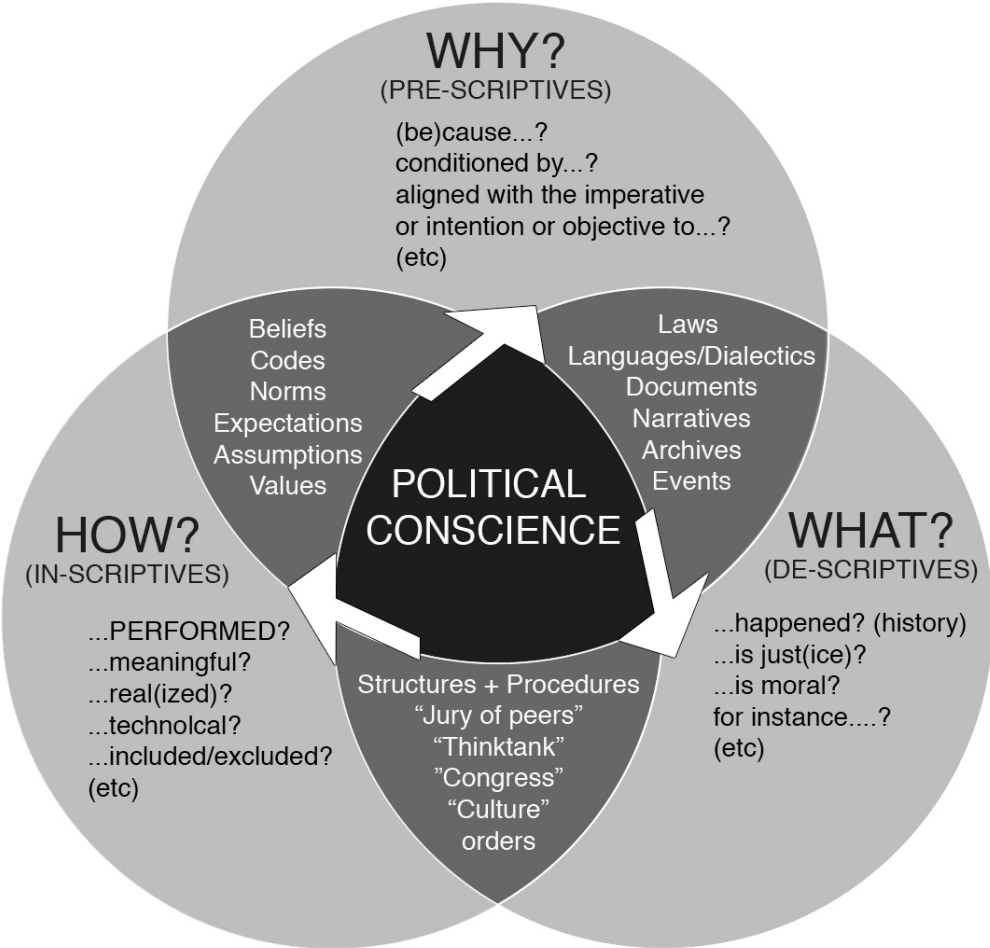 WHY?
(PRE-SCRIPTIVES)
(be)cause...?
conditioned by...?
aligned with the imperative
or intention or objective to...?
(etc)
Beliefs
Codes
Norms
Expectations
Assumptions
Values
Laws
Languages/Dialectics
Documents
Narratives
Archives
Events
POLITICAL
CONSCIENCE
HOW?
(IN-SCRIPTIVES)
...PERFORMED?
...meaningful?
...real(ized)?
...technolcal?
...included/excluded?
(etc)
WHAT?
(DE-SCRIPTIVES)
...happened? (history)
...is just(ice)?
...is moral?
for instance....?
(etc)
Structures + Procedures
“Jury of peers”
“Thinktank”
”Congress”
“Culture”
orders